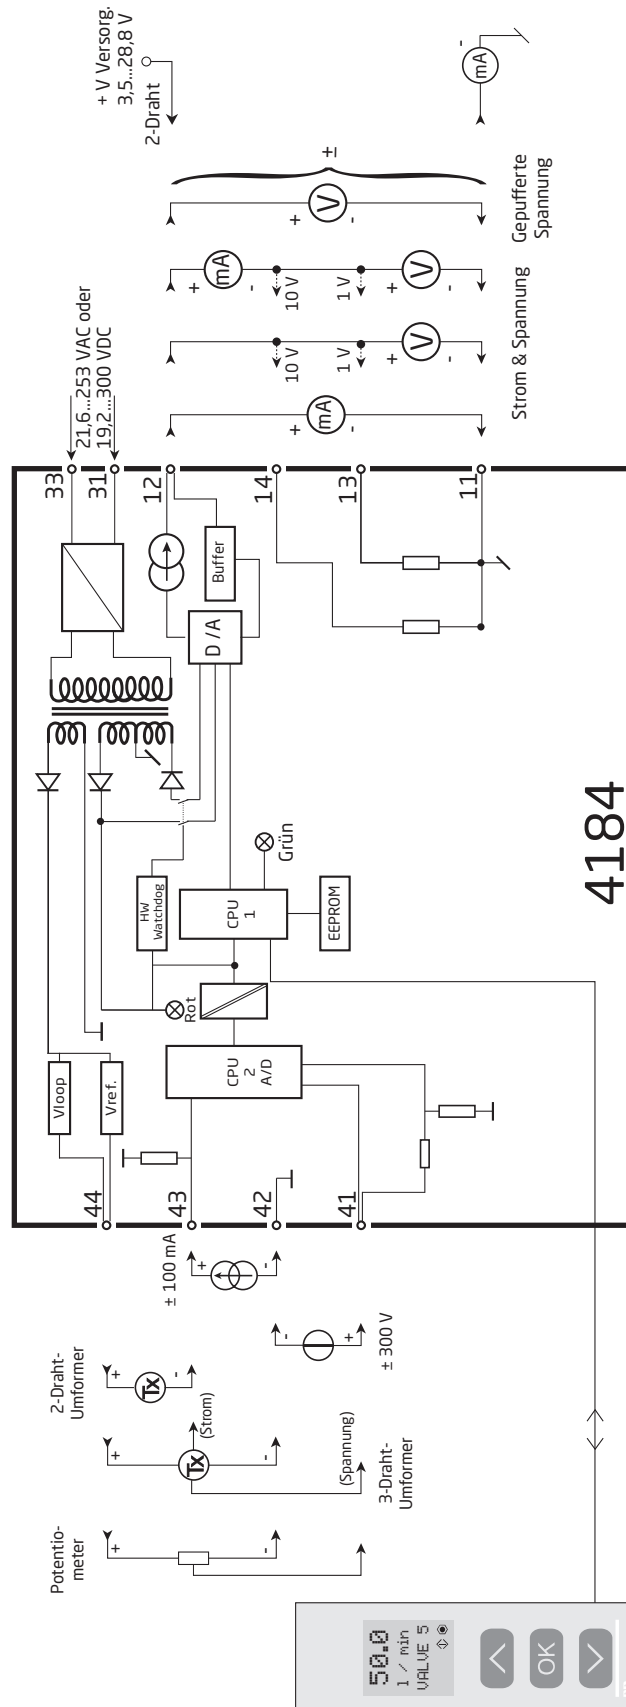 Potentio-
meter
+
-
2-Draht-
Umformer
+
Tx
-
+
Tx
(Strom)
-
(Spannung)
3-Draht-
Umformer
± 100 mA
+
-
-
+
± 300 V
44
43
42
41
Vloop
Vref.
CPU
2
A/D
Rot
HW
Watchdog
CPU
1
EEPROM
Grün
D /A
Buffer
33
31
12
14
13
11
21,6...253 VAC oder
19,2...300 VDC
+
mA
-
10 V
1 V
+
V
-
Strom & Spannung
+
mA
-
10 V
1 V
+
V
-
+
V
-
Gepufferte
Spannung
±
+ V Versorg.
3,5...28,8 V
2-Draht
mA
-
4184
50.0
l / min
VALVE 5
OK